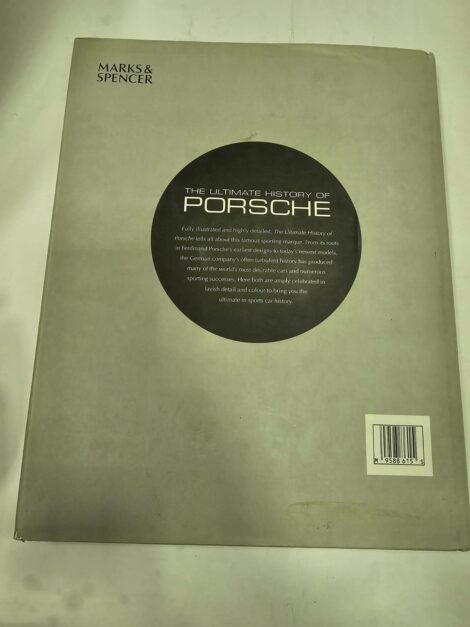 MARKS &
SPENCER
THE ULTIMATE HISTORY OF
PORSCHE
Fully illustrated and highly detailed, The Ultimate History of
Porsche tells all about this famous sporting marque. From its roots
in Ferdinand Porsche's earliest designs to today's newest models,
the German company's often turbulent history has produced
many of the world's most desirable cars and numerous
sporting successes. Here both are amply celebrated in
lavish detail and colour to bring you the
ultimate in sports car history.
M 9588 615 S